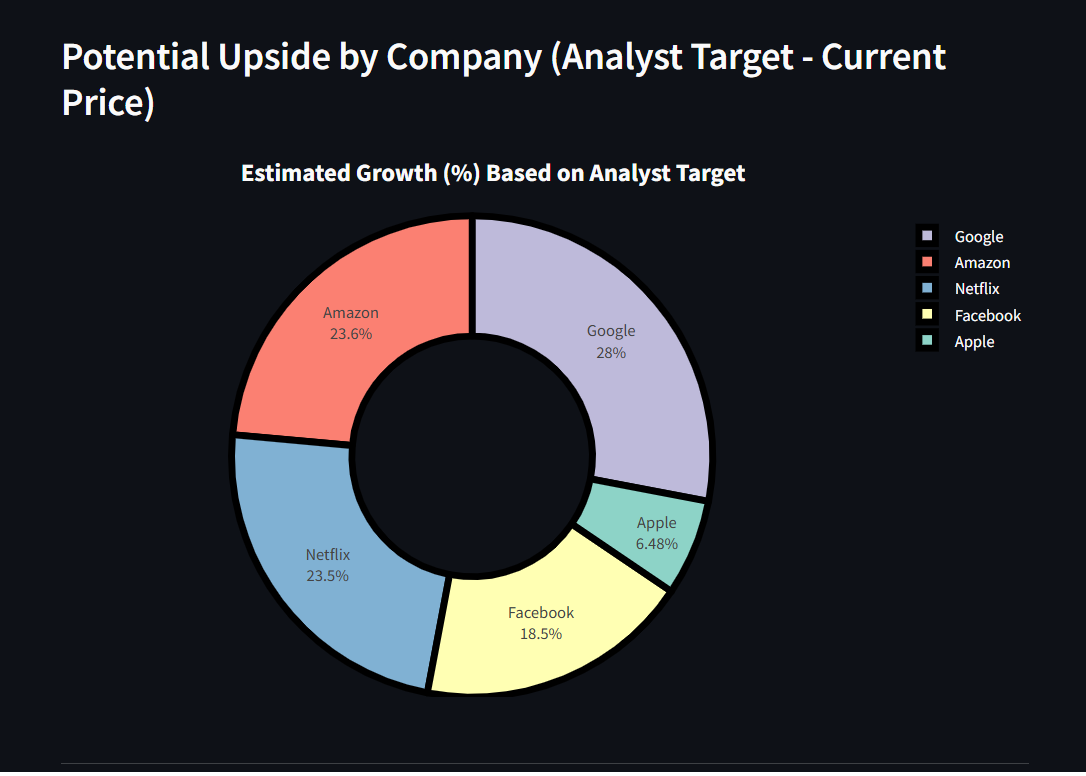 Potential Upside by Company (Analyst Target - Current
Price)
Estimated Growth (%) Based on Analyst Target
Google
Amazon
Netflix
Facebook
Apple
Amazon
23.6%
Google
28%
Apple
6.48%
Netflix
23.5%
Facebook
18.5%